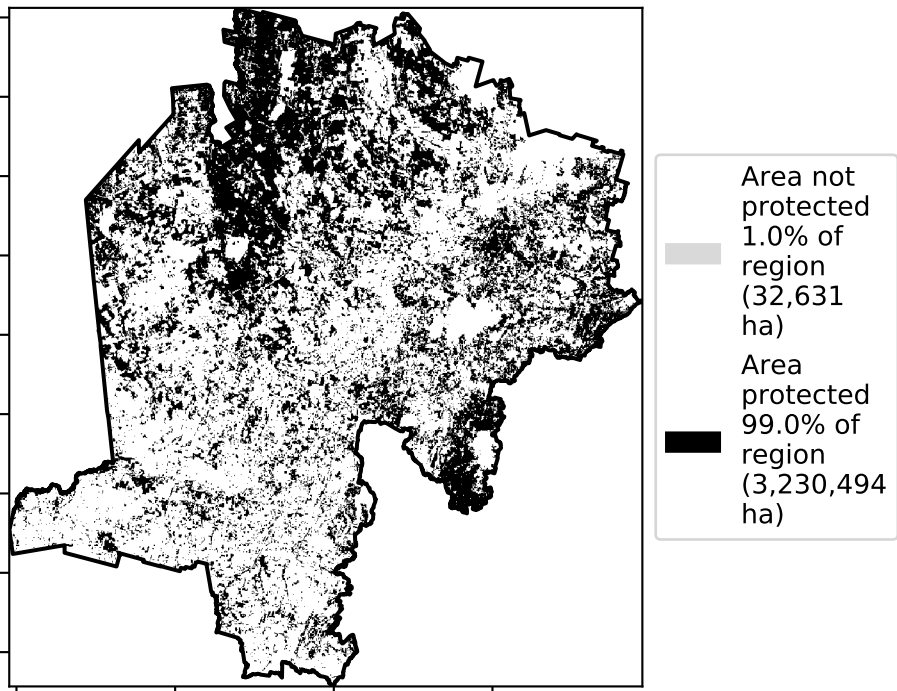 Area not
protected
1.0% of
region
(32,631
ha)
Area
protected
99.0% of
region
(3,230,494
ha)